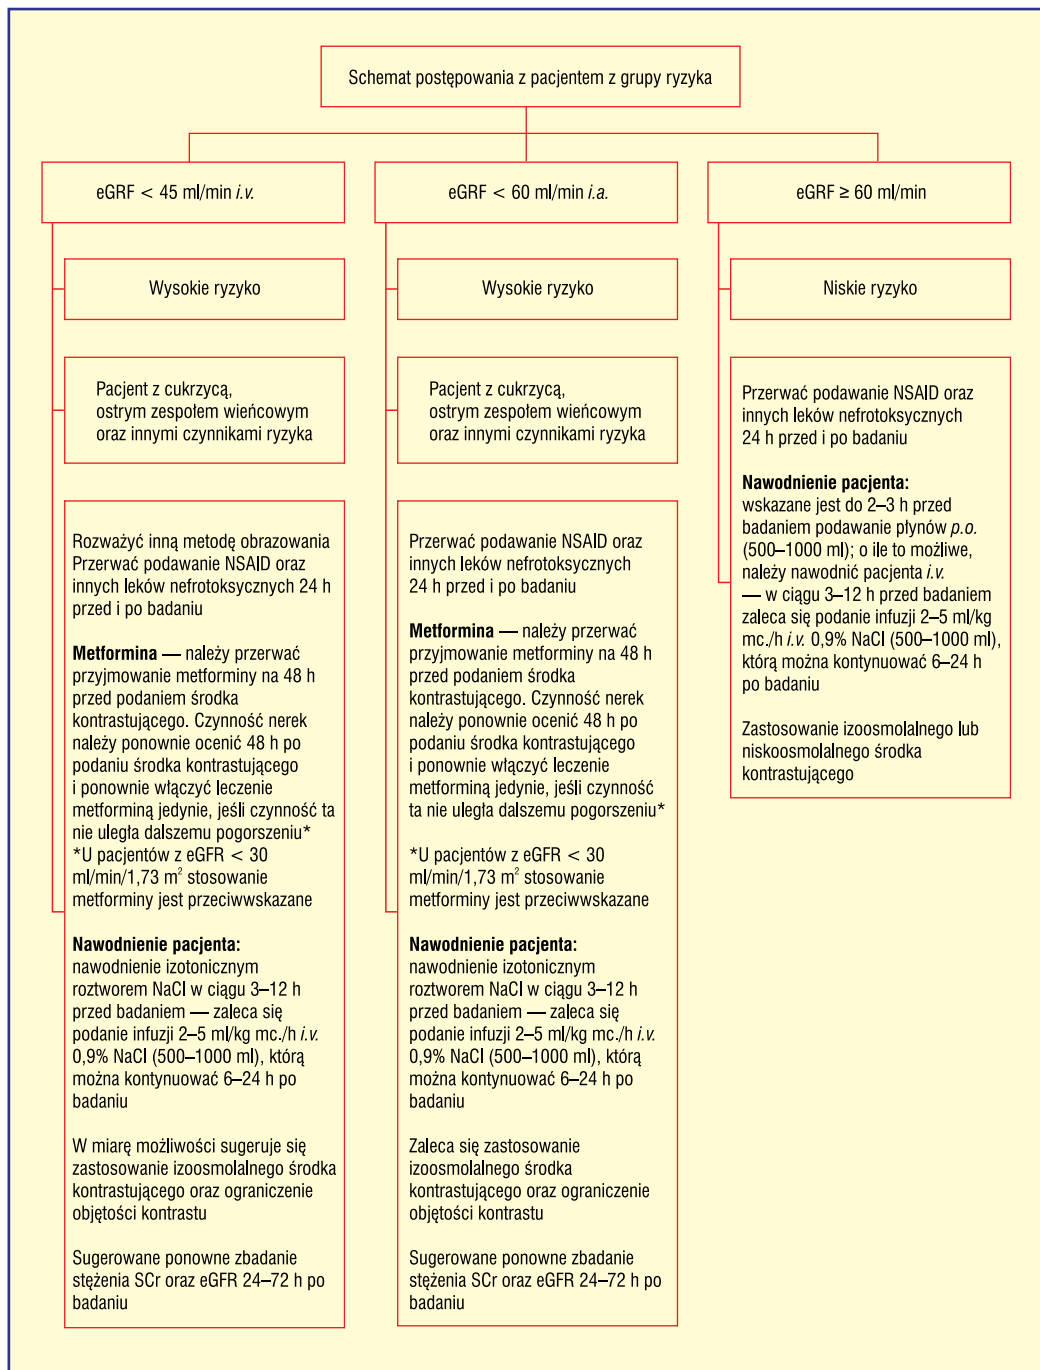 Schemat postępowania z pacjentem z grupy ryzyka
eGRF < 45 ml/min i.v.
Wysokie ryzyko
Pacjent z cukrzycą,
ostrym zespołem wieńcowym
oraz innymi czynnikami ryzyka
Rozważyć inną metodę obrazowania
Przerwać podawanie NSAID oraz
innych leków nefrotoksycznych 24 h
przed i po badaniu
Metformina — należy przerwać
przyjmowanie metforminy na 48 h
przed podaniem środka
kontrastującego. Czynność nerek
należy ponownie ocenić 48 h po
podaniu środka kontrastującego
i ponownie włączyć leczenie
metforminą jedynie, jeśli czynność ta
nie uległa dalszemu pogorszeniu*
*U pacjentów z eGFR < 30
ml/min/1,73 m² stosowanie
metforminy jest przeciwwskazane
Nawodnienie pacjenta:
nawodnienie izotonicznym
roztworem NaCl w ciągu 3–12 h
przed badaniem — zaleca się
podanie infuzji 2–5 ml/kg mc./h i.v.
0,9% NaCl (500–1000 ml), którą
można kontynuować 6–24 h po
badaniu
W miarę możliwości sugeruje się
zastosowanie izoosmolalnego środka
kontrastującego oraz ograniczenie
objętości kontrastu
Sugerowane ponowne zbadanie
stężenia SCr oraz eGFR 24–72 h po
badaniu
eGRF < 60 ml/min i.a.
Wysokie ryzyko
Pacjent z cukrzycą,
ostrym zespołem wieńcowym
oraz innymi czynnikami ryzyka
Przerwać podawanie NSAID oraz
innych leków nefrotoksycznych
24 h przed i po badaniu
Metformina — należy przerwać
przyjmowanie metforminy na 48 h
przed podaniem środka
kontrastującego. Czynność nerek
należy ponownie ocenić 48 h po
podaniu środka kontrastującego
i ponownie włączyć leczenie
metforminą jedynie, jeśli czynność
ta nie uległa dalszemu pogorszeniu*
*U pacjentów z eGFR < 30
ml/min/1,73 m² stosowanie
metforminy jest przeciwwskazane
Nawodnienie pacjenta:
nawodnienie izotonicznym
roztworem NaCl w ciągu 3–12 h
przed badaniem — zaleca się
podanie infuzji 2–5 ml/kg mc./h i.v.
0,9% NaCl (500–1000 ml), którą
można kontynuować 6–24 h po
badaniu
Zaleca się zastosowanie
izoosmolalnego środka
kontrastującego oraz ograniczenie
objętości kontrastu
Sugerowane ponowne zbadanie
stężenia SCr oraz eGFR 24–72 h po
badaniu
eGRF ≥ 60 ml/min
Niskie ryzyko
Przerwać podawanie NSAID oraz
innych leków nefrotoksycznych
24 h przed i po badaniu
Nawodnienie pacjenta:
wskazane jest do 2–3 h przed
badaniem podawanie płynów p.o.
(500–1000 ml); o ile to możliwe,
należy nawodnić pacjenta i.v.
— w ciągu 3–12 h przed badaniem
zaleca się podanie infuzji 2–5 ml/kg
mc./h i.v. 0,9% NaCl (500–1000 ml),
którą można kontynuować 6–24 h
po badaniu
Zastosowanie izoosmolalnego lub
niskoosmolalnego środka
kontrastującego